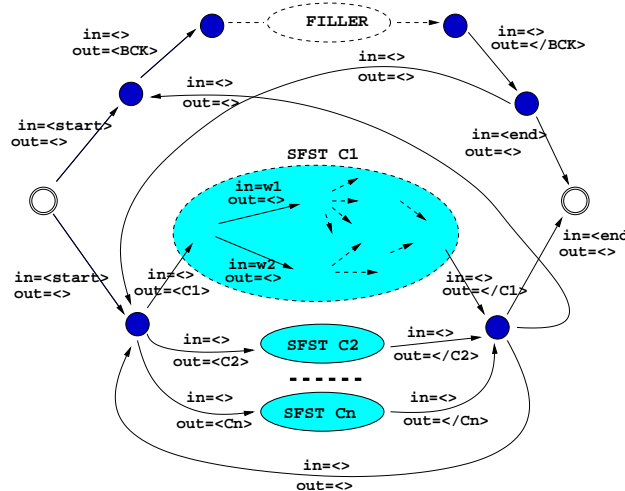 FILLER
in=<>
out=<BCK>
in=<>
out=</BCK>
in=<>
out=<>
in=<>
out=<>
in=<start>
out=<>
in=<end>
out=<>
SFST C1
in=w1
out=<>
in=w2
out=<>
in=<end
out=<>
in=<start>
out=<>
in=<>
out=<C1>
in=<>
out=</C1>
in=<>
out=<C2>
SFST C2
in=<>
out=</C2>
in=<>
out=<Cn>
SFST Cn
in=<>
out=</Cn>
in=<>
out=<>